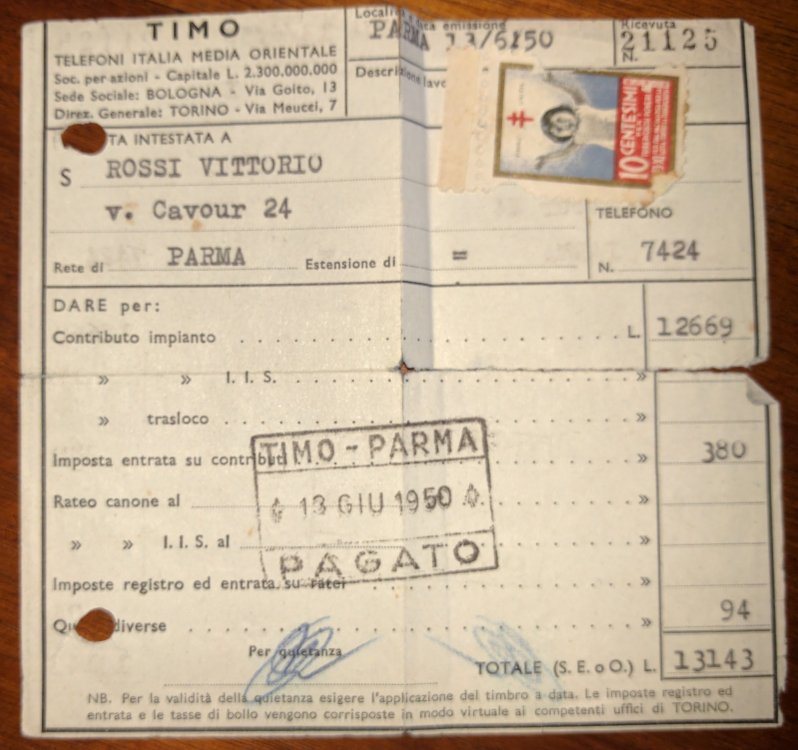 TIMO
TELEFONI ITALIA MEDIA ORIENTALE
Soc. per azioni - Capitale L. 2.300.000.000
Sede Sociale: BOLOGNA - Via Goito, 13
Direz. Generale: TORINO - Via Meucci, 7
data emissione
PARMA 13/6150
Ricevuta
N. 21125
10 CENTESIMI
TA INTESTATA A
S ROSSI VITTORIO
v. Cavour 24
Rete di PARMA Estensione di =
TELEFONO
N. 7424
DARE per:
Contributo impianto L. 12669
» » I. I. S. »
» trasloco »
Imposta entrata su contributi » 380
Rateo canone al »
» » I. I. S. al »
Imposte registro ed entrata su ratei »
diverse » 94
TIMO - PARMA
13 GIU 1950
PAGATO
Per quietanza
TOTALE (S. E. o O.) L. 13143
NB. Per la validità della quietanza esigere l'applicazione del timbro a data. Le imposte registro ed
entrata e le tasse di bollo vengono corrisposte in modo virtuale ai competenti uffici di TORINO.